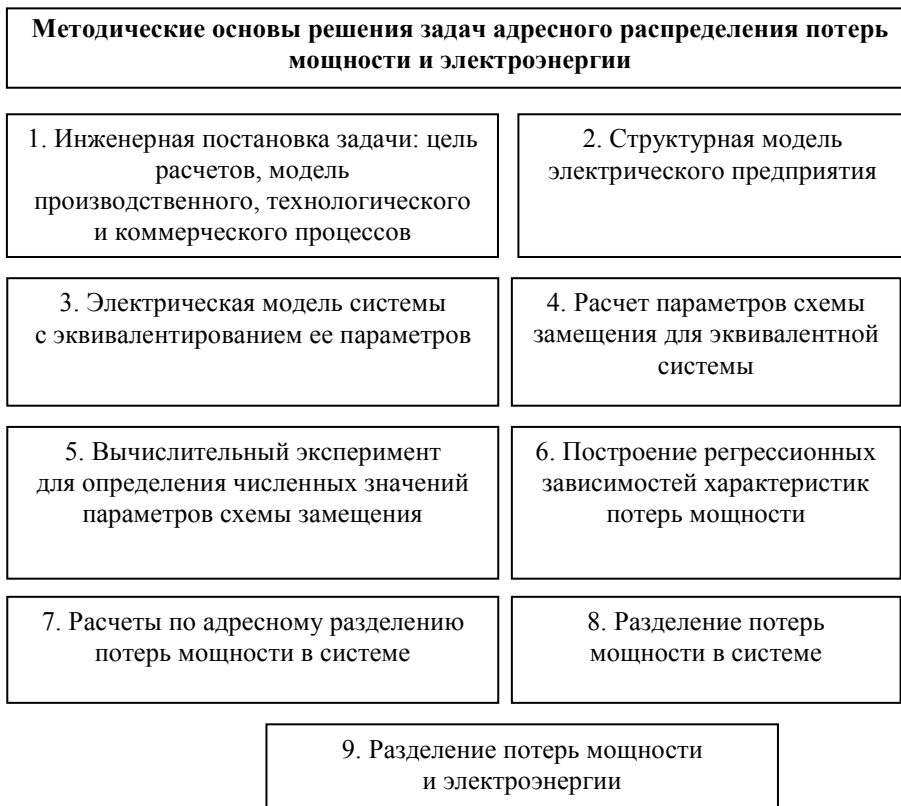 Методические основы решения задач адресного распределения потерь
мощности и электроэнергии
1. Инженерная постановка задачи: цель
расчетов, модель
производственного, технологического
и коммерческого процессов
2. Структурная модель
электрического предприятия
3. Электрическая модель системы
с эквивалентированием ее параметров
4. Расчет параметров схемы
замещения для эквивалентной
системы
5. Вычислительный эксперимент
для определения численных значений
параметров схемы замещения
6. Построение регрессионных
зависимостей характеристик
потерь мощности
7. Расчеты по адресному разделению
потерь мощности в системе
8. Разделение потерь
мощности в системе
9. Разделение потерь мощности
и электроэнергии